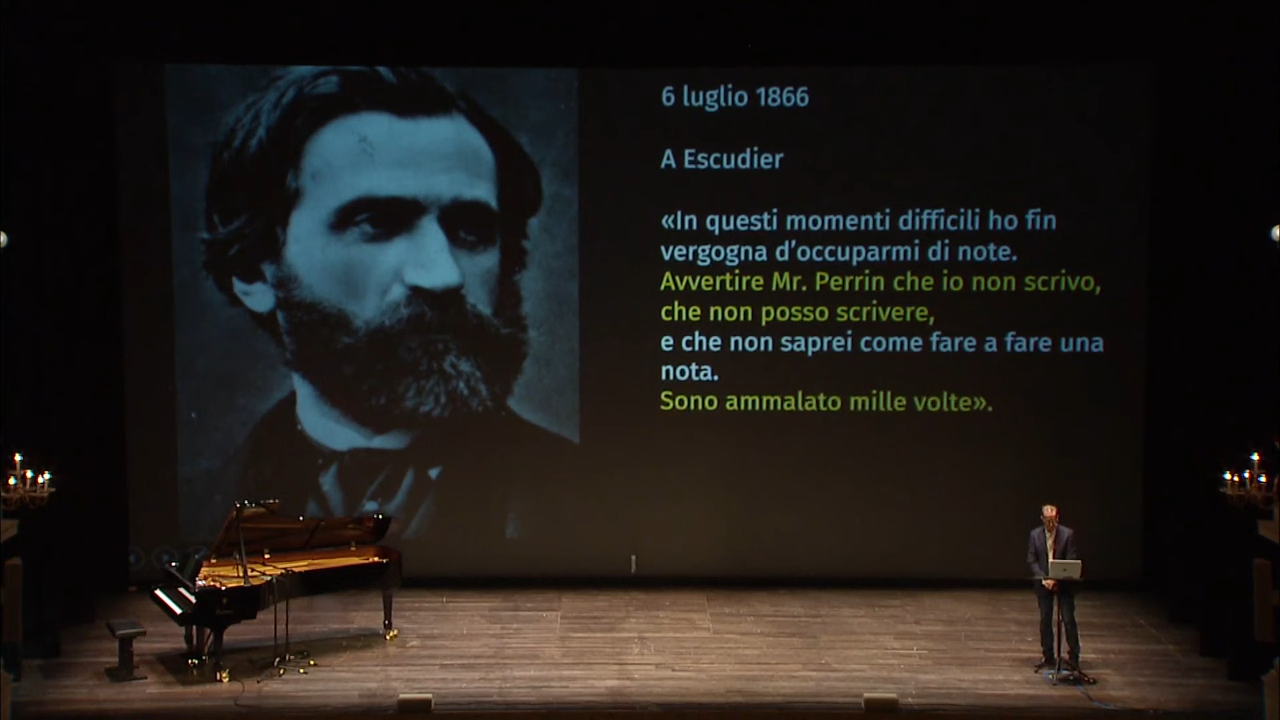 6 luglio 1866
A Escudier
«In questi momenti difficili ho fin
vergogna d’occuparmi di note.
Avvertire Mr. Perrin che io non scrivo,
che non posso scrivere,
e che non saprei come fare a fare una
nota.
Sono ammalato mille volte».